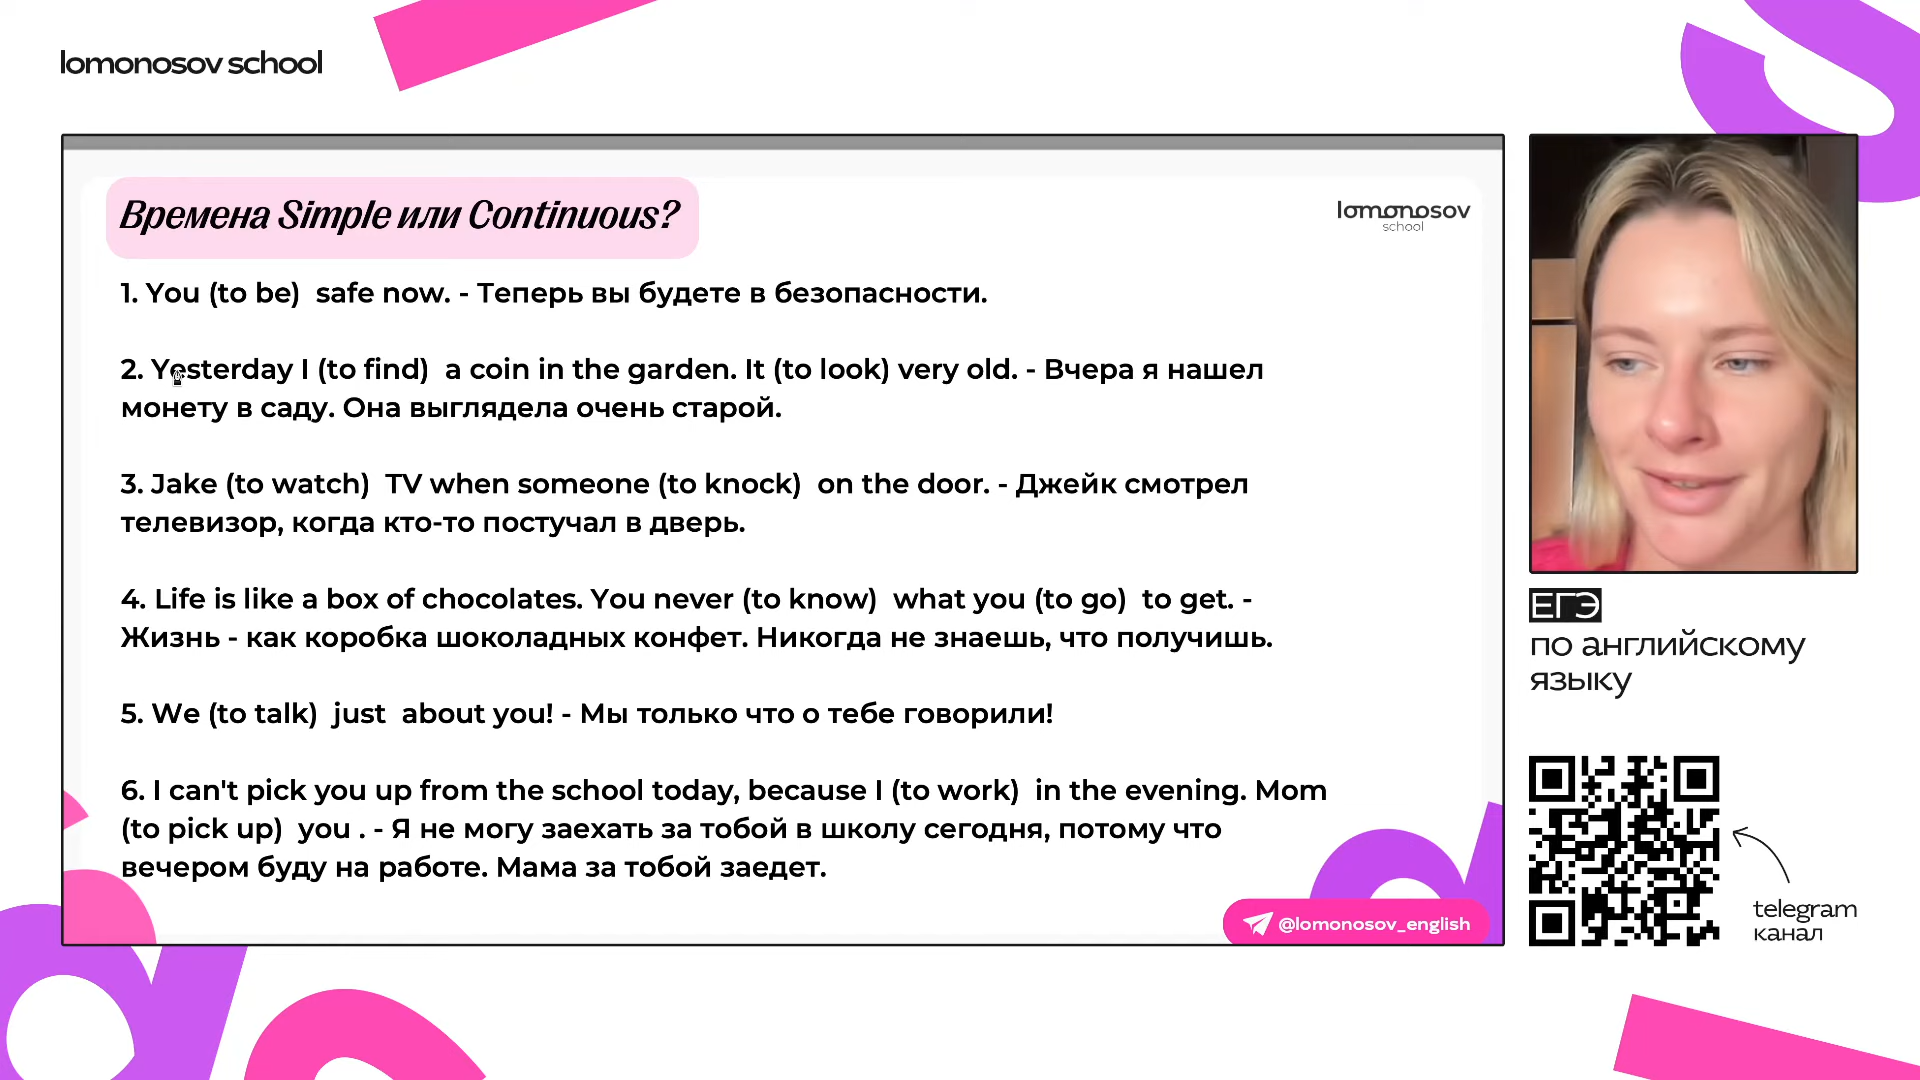 lomonosov school
Времена Simple или Continuous?
lomonosov
school
1. You (to be) safe now. - Теперь вы будете в безопасности.
2. Yesterday I (to find) a coin in the garden. It (to look) very old. - Вчера я нашел
монету в саду. Она выглядела очень старой.
3. Jake (to watch) TV when someone (to knock) on the door. - Джейк смотрел
телевизор, когда кто-то постучал в дверь.
4. Life is like a box of chocolates. You never (to know) what you (to go) to get. -
Жизнь - как коробка шоколадных конфет. Никогда не знаешь, что получишь.
5. We (to talk) just about you! - Мы только что о тебе говорили!
6. I can't pick you up from the school today, because I (to work) in the evening. Mom
(to pick up) you . - Я не могу заехать за тобой в школу сегодня, потому что
вечером буду на работе. Мама за тобой заедет.
@lomonosov_english
ЕГЭ
по английскому
языку
telegram
канал